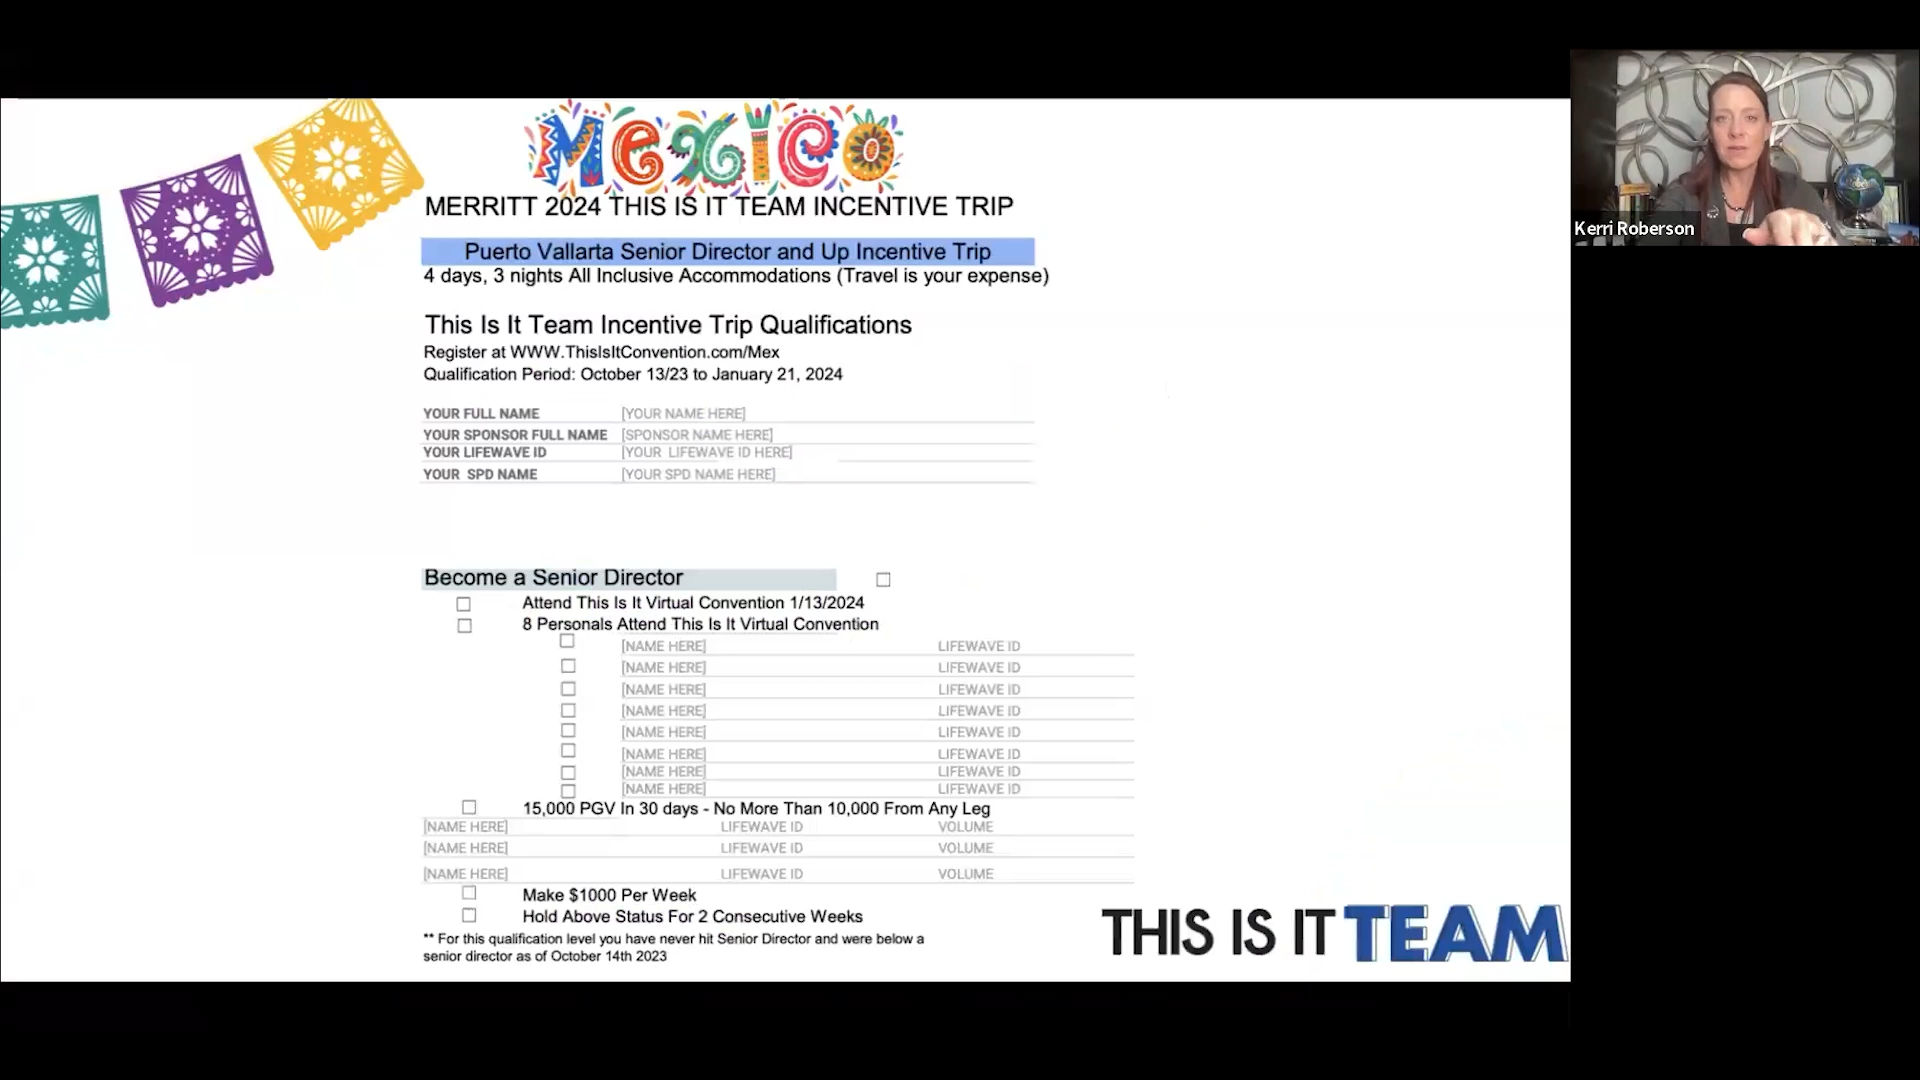 Mexico
MERRITT 2024 THIS IS IT TEAM INCENTIVE TRIP
Puerto Vallarta Senior Director and Up Incentive Trip
4 days, 3 nights All Inclusive Accommodations (Travel is your expense)
This Is It Team Incentive Trip Qualifications
Register at WWW.ThisIsItConvention.com/Mex
Qualification Period: October 13/23 to January 21, 2024
YOUR FULL NAME [YOUR NAME HERE]
YOUR SPONSOR FULL NAME [SPONSOR NAME HERE]
YOUR LIFEWAVE ID [YOUR LIFEWAVE ID HERE]
YOUR SPD NAME [YOUR SPD NAME HERE]
Become a Senior Director
Attend This Is It Virtual Convention 1/13/2024
8 Personals Attend This Is It Virtual Convention
[NAME HERE] LIFEWAVE ID
[NAME HERE] LIFEWAVE ID
[NAME HERE] LIFEWAVE ID
[NAME HERE] LIFEWAVE ID
[NAME HERE] LIFEWAVE ID
[NAME HERE] LIFEWAVE ID
[NAME HERE] LIFEWAVE ID
[NAME HERE] LIFEWAVE ID
15,000 PGV In 30 days - No More Than 10,000 From Any Leg
[NAME HERE] LIFEWAVE ID VOLUME
[NAME HERE] LIFEWAVE ID VOLUME
[NAME HERE] LIFEWAVE ID VOLUME
Make $1000 Per Week
Hold Above Status For 2 Consecutive Weeks
** For this qualification level you have never hit Senior Director and were below a
senior director as of October 14th 2023
THIS IS IT TEAM
Kerri Roberson